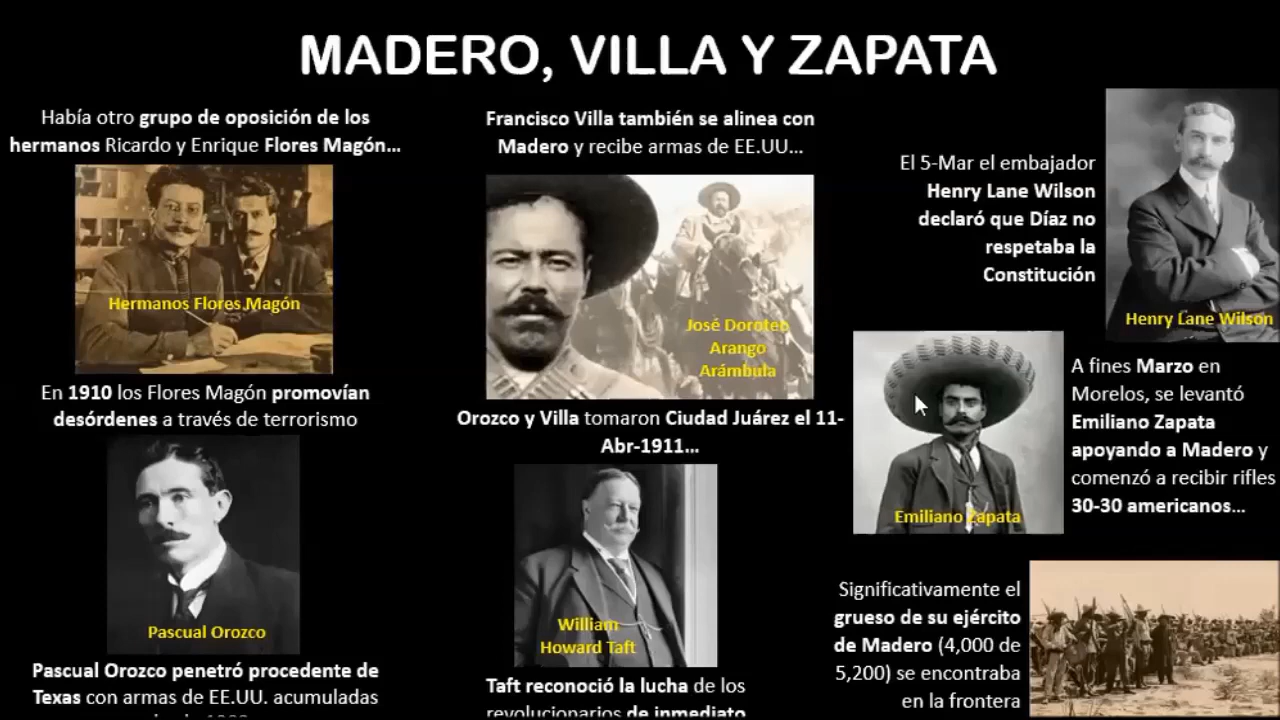 MADERO, VILLA Y ZAPATA
Había otro grupo de oposición de los
hermanos Ricardo y Enrique Flores Magón...
Hermanos Flores Magón
En 1910 los Flores Magón promovían
desórdenes a través de terrorismo
Pascual Orozco
Pascual Orozco penetró procedente de
Texas con armas de EE.UU. acumuladas
Francisco Villa también se alinea con
Madero y recibe armas de EE.UU...
José Doroteo
Arango
Arámbula
Orozco y Villa tomaron Ciudad Juárez el 11-
Abr-1911...
William
Howard Taft
Taft reconoció la lucha de los
revolucionarios de inmediato
El 5-Mar el embajador
Henry Lane Wilson
declaró que Díaz no
respetaba la
Constitución
Henry Lane Wilson
Emiliano Zapata
A fines Marzo en
Morelos, se levantó
Emiliano Zapata
apoyando a Madero y
comenzó a recibir rifles
30-30 americanos...
Significativamente el
grueso de su ejército
de Madero (4,000 de
5,200) se encontraba
en la frontera